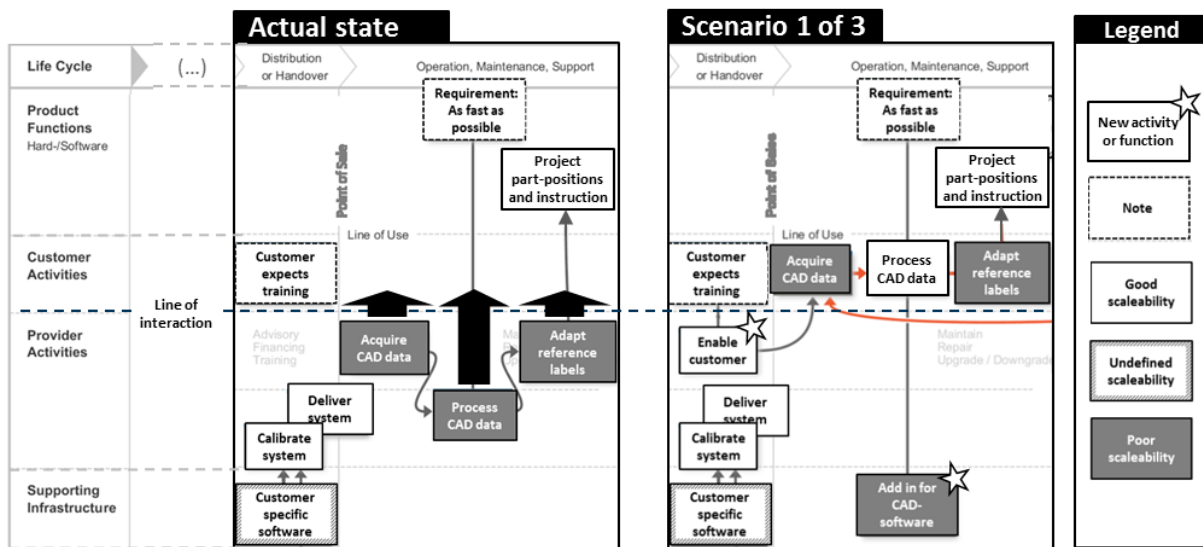 Actual state
Scenario 1 of 3
Legend
Life Cycle
(...)
Distribution
or Handover
Operation, Maintenance, Support
Distribution
or Handover
Operation, Maintenance, Support
Product
Functions
Hard-/Software
Point of Sale
Requirement:
As fast as
possible
Project
part-positions
and instruction
Line of Use
Point of Sales
Requirement:
As fast as
possible
Project
part-positions
and instruction
Line of Use
New activity
or function
Note
Good
scaleability
Undefined
scaleability
Poor
scaleability
Customer
Activities
Customer
expects
training
Customer
expects
training
Acquire
CAD data
Process
CAD data
Adapt
reference
labels
Line of
interaction
Provider
Activities
Advisory
Financing
Training
Acquire
CAD data
Adapt
reference
labels
Process
CAD data
Deliver
system
Calibrate
system
Enable
customer
Maintain
Repair
Upgrade / Downgrade
Deliver
system
Calibrate
system
Supporting
Infrastructure
Customer
specific
software
Customer
specific
software
Add in for
CAD-
software